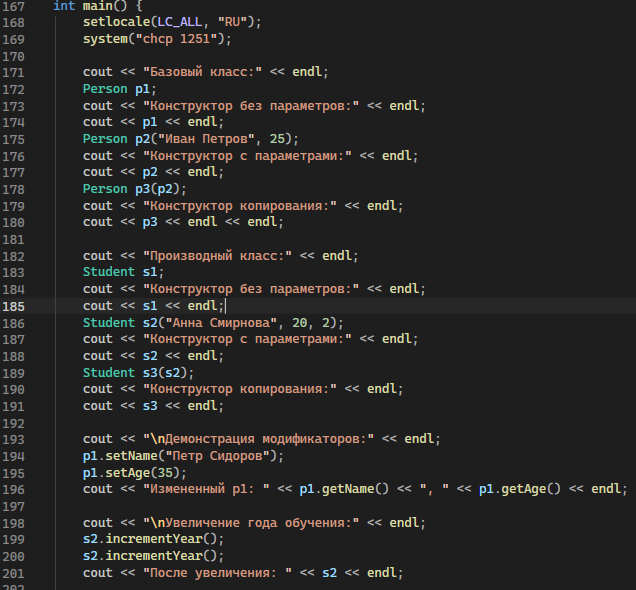 167 int main() {
168 setlocale(LC_ALL, "RU");
169 system("chcp 1251");
170
171 cout << "Базовый класс:" << endl;
172 Person p1;
173 cout << "Конструктор без параметров:" << endl;
174 cout << p1 << endl;
175 Person p2("Иван Петров", 25);
176 cout << "Конструктор с параметрами:" << endl;
177 cout << p2 << endl;
178 Person p3(p2);
179 cout << "Конструктор копирования:" << endl;
180 cout << p3 << endl << endl;
181
182 cout << "Производный класс:" << endl;
183 Student s1;
184 cout << "Конструктор без параметров:" << endl;
185 cout << s1 << endl;
186 Student s2("Анна Смирнова", 20, 2);
187 cout << "Конструктор с параметрами:" << endl;
188 cout << s2 << endl;
189 Student s3(s2);
190 cout << "Конструктор копирования:" << endl;
191 cout << s3 << endl;
192
193 cout << "\nДемонстрация модификаторов:" << endl;
194 p1.setName("Петр Сидоров");
195 p1.setAge(35);
196 cout << "Измененный p1: " << p1.getName() << ", " << p1.getAge() << endl;
197
198 cout << "\nУвеличение года обучения:" << endl;
199 s2.incrementYear();
200 s2.incrementYear();
201 cout << "После увеличения: " << s2 << endl;
202